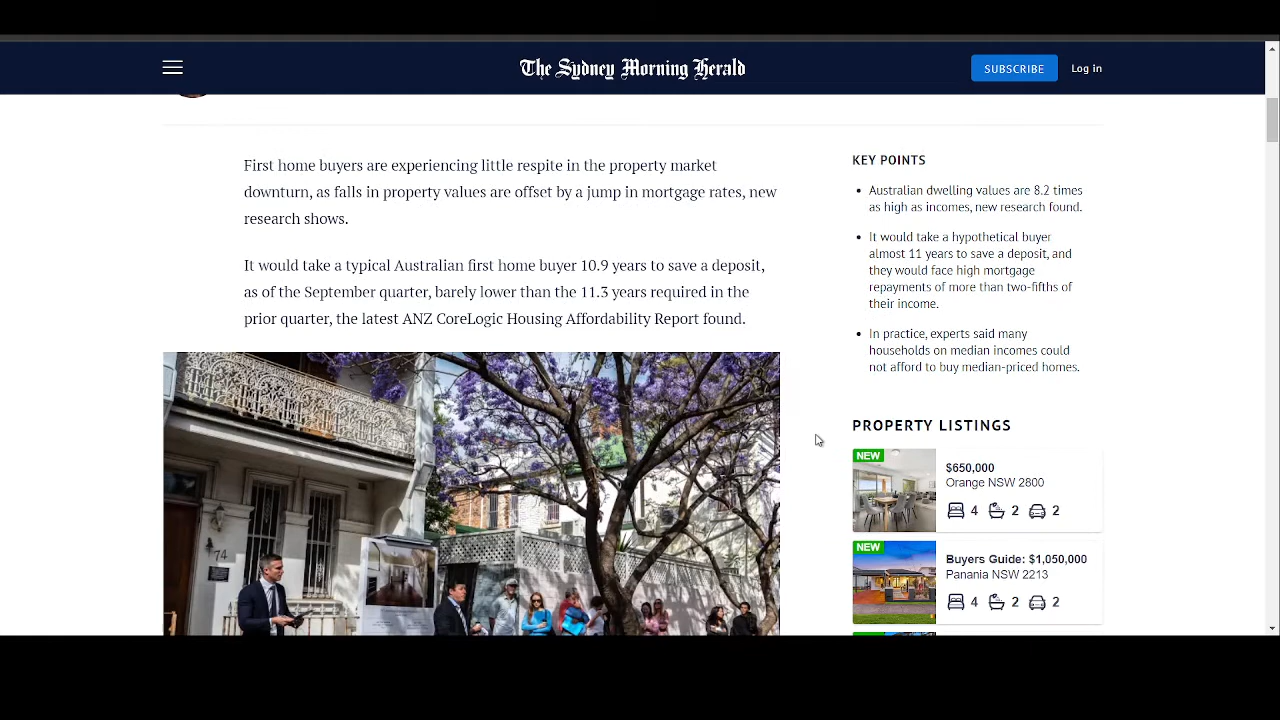 The Sydney Morning Herald
SUBSCRIBE
Log in
First home buyers are experiencing little respite in the property market
downturn, as falls in property values are offset by a jump in mortgage rates, new
research shows.
It would take a typical Australian first home buyer 10.9 years to save a deposit,
as of the September quarter, barely lower than the 11.3 years required in the
prior quarter, the latest ANZ CoreLogic Housing Affordability Report found.
74
KEY POINTS
• Australian dwelling values are 8.2 times
as high as incomes, new research found.
• It would take a hypothetical buyer
almost 11 years to save a deposit, and
they would face high mortgage
repayments of more than two-fifths of
their income.
• In practice, experts said many
households on median incomes could
not afford to buy median-priced homes.
PROPERTY LISTINGS
NEW
$650,000
Orange NSW 2800
4 2 2
NEW
Buyers Guide: $1,050,000
Panania NSW 2213
4 2 2